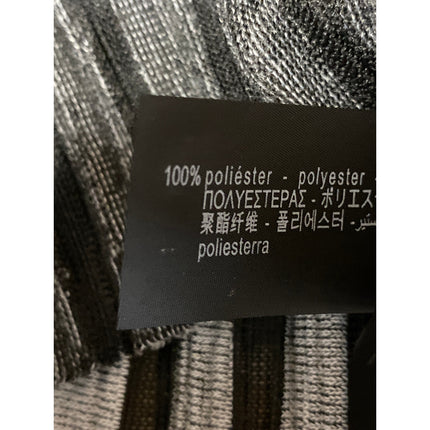 100% poliéster - polyester -
ΠΟΛΥΕΣΤΕΡΑΣ - ポリエス
聚酯纤维 - 폴리에스터 -
poliesterra